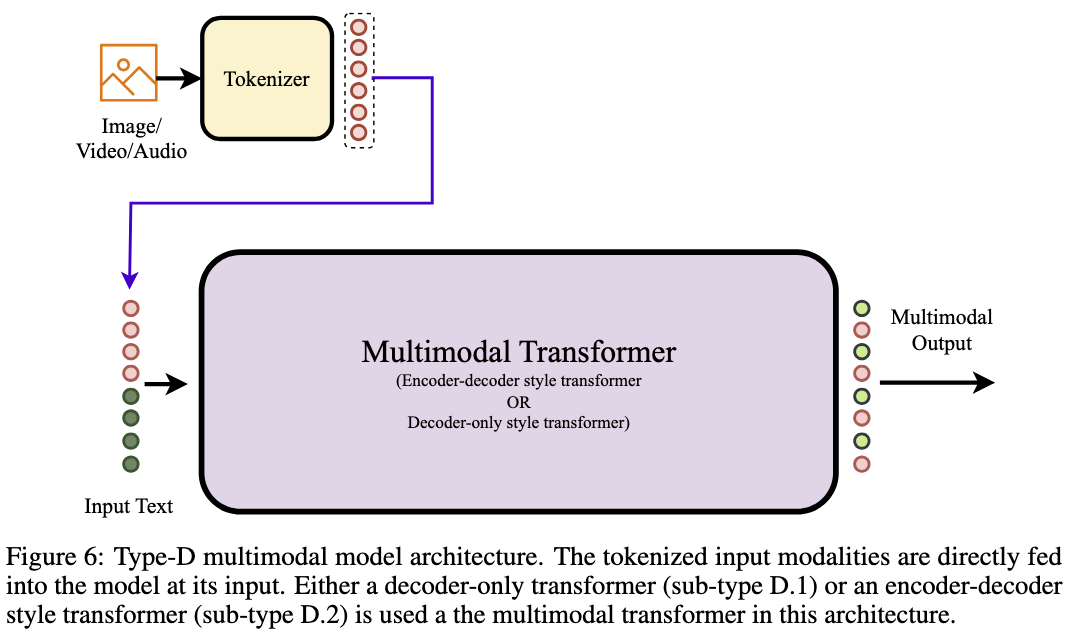 Image/
Video/Audio
Tokenizer
Multimodal Transformer
(Encoder-decoder style transformer
OR
Decoder-only style transformer)
Multimodal
Output
Input Text
Figure 6: Type-D multimodal model architecture. The tokenized input modalities are directly fed
into the model at its input. Either a decoder-only transformer (sub-type D.1) or an encoder-decoder
style transformer (sub-type D.2) is used a the multimodal transformer in this architecture.